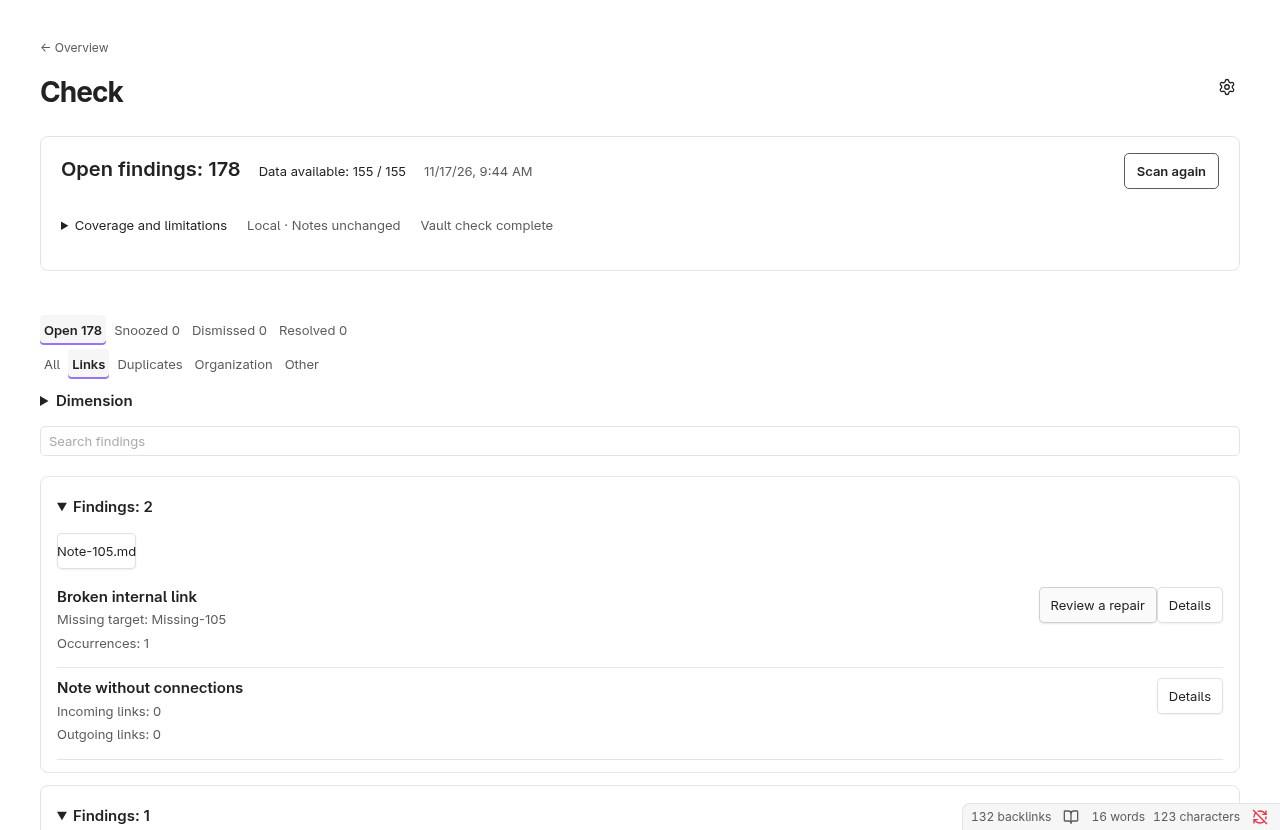 ← Overview
Check
Open findings: 178 Data available: 155 / 155 11/17/26, 9:44 AM
Scan again
Coverage and limitations Local · Notes unchanged Vault check complete
Open 178 Snoozed 0 Dismissed 0 Resolved 0
All Links Duplicates Organization Other
Dimension
Search findings
Findings: 2
Note-105.md
Broken internal link
Missing target: Missing-105
Occurrences: 1
Review a repair Details
Note without connections
Incoming links: 0
Outgoing links: 0
Details
Findings: 1
132 backlinks 16 words 123 characters